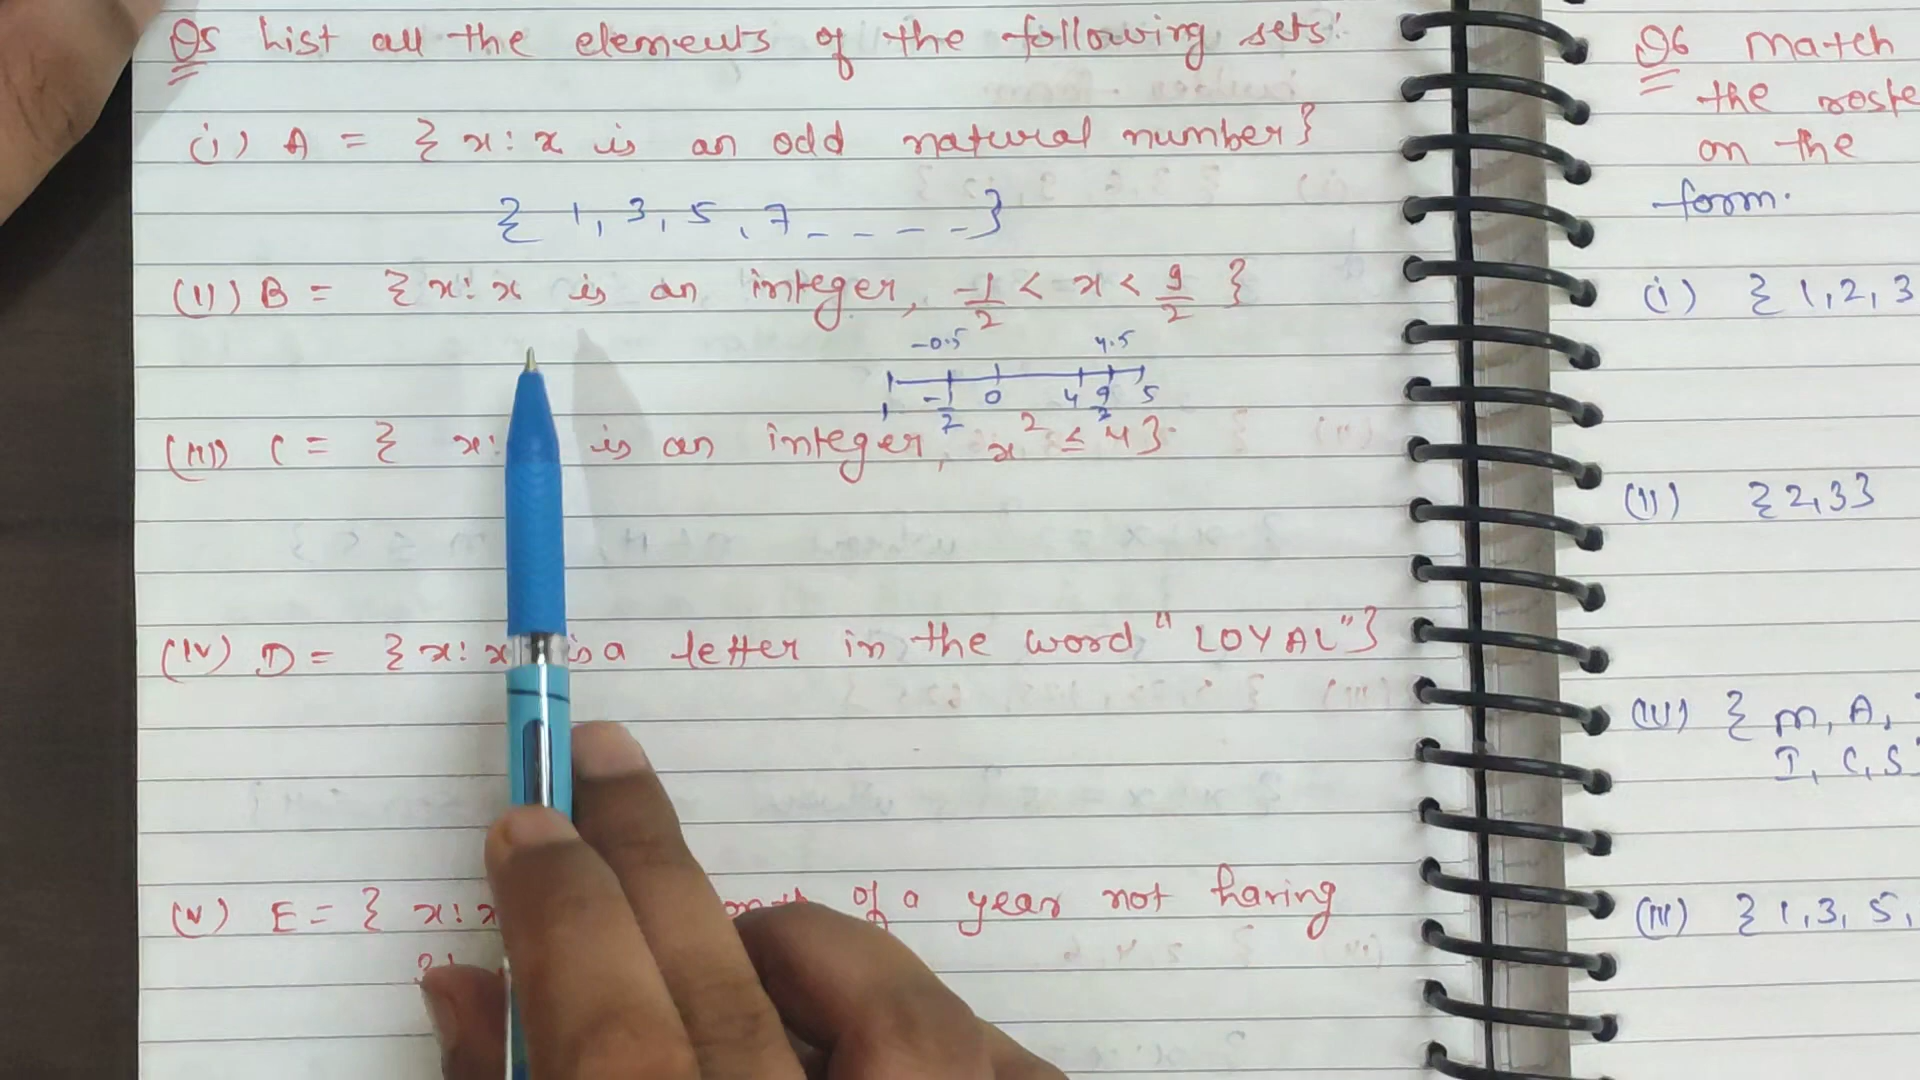 Q5 List all the elements of the following sets:
(i) A = { x : x is an odd natural number}
{ 1, 3, 5, 7 - - - - }
(II) B = { x : x is an integer, -1/2 < x < 9/2 }
-0.5 4.5
-1/2 0 4 9/2 5
(III) C = { x : is an integer, x² ≤ 4}
(IV) D = { x : x is a letter in the word "LOYAL"}
(V) E = { x : x of a year not having
Q6 Match
the roste
on the
form.
(i) { 1, 2, 3
(II) { 2, 3}
(IV) { M, A,
I, C, S
(III) { 1, 3, 5,